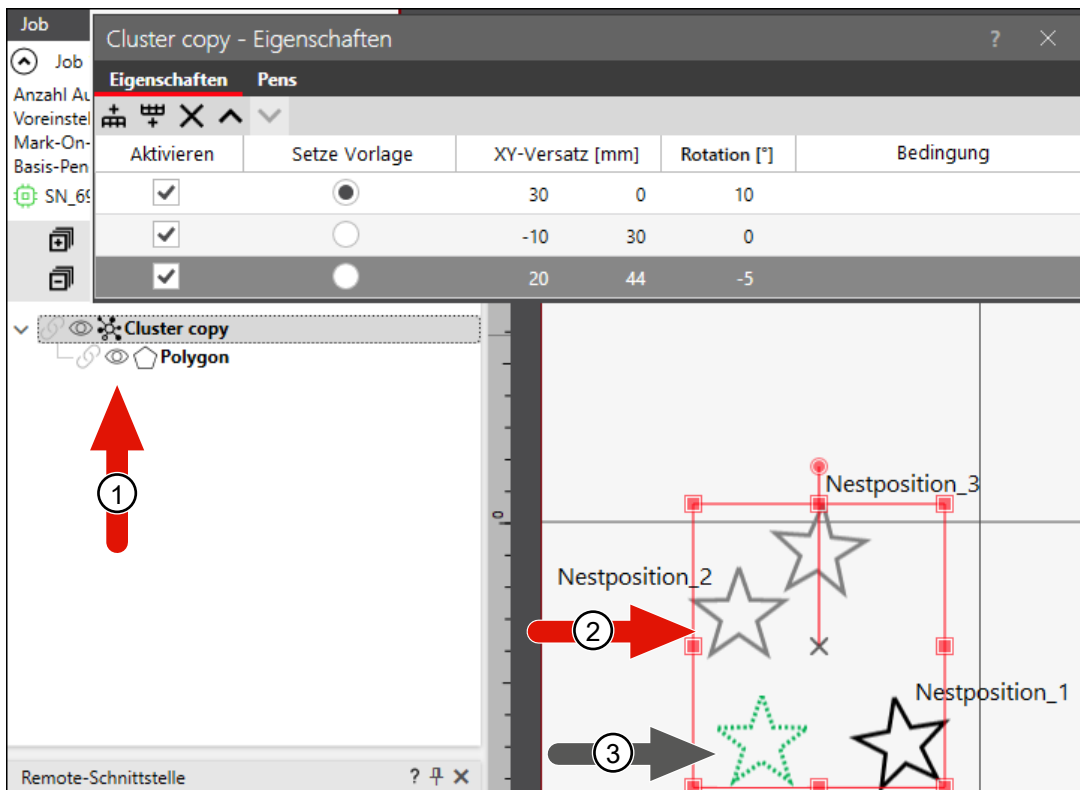 Job
Cluster copy - Eigenschaften ?
Job
Eigenschaften Pens
Anzahl Au
Voreinstel
Mark-On-
Basis-Pen
SN_69
Aktivieren Setze Vorlage XY-Versatz [mm] Rotation [°] Bedingung
30 0 10
-10 30 0
20 44 -5
Cluster copy
Polygon
1
0
Nestposition_3
Nestposition_2
2
Nestposition_1
3
Remote-Schnittstelle ?